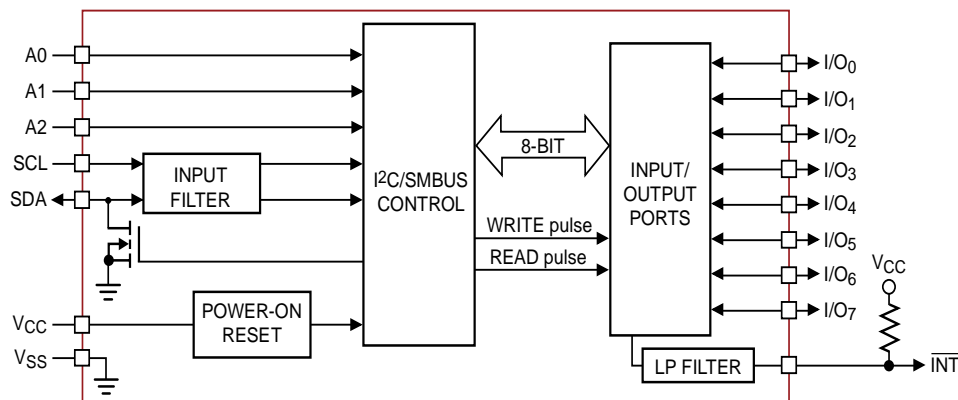 A0
A1
A2
SCL
SDA
VCC
VSS
INPUT
FILTER
POWER-ON
RESET
I2C/SMBUS
CONTROL
8-BIT
WRITE pulse
READ pulse
INPUT/
OUTPUT
PORTS
LP FILTER
I/O0
I/O1
I/O2
I/O3
I/O4
I/O5
I/O6
I/O7
VCC
INT